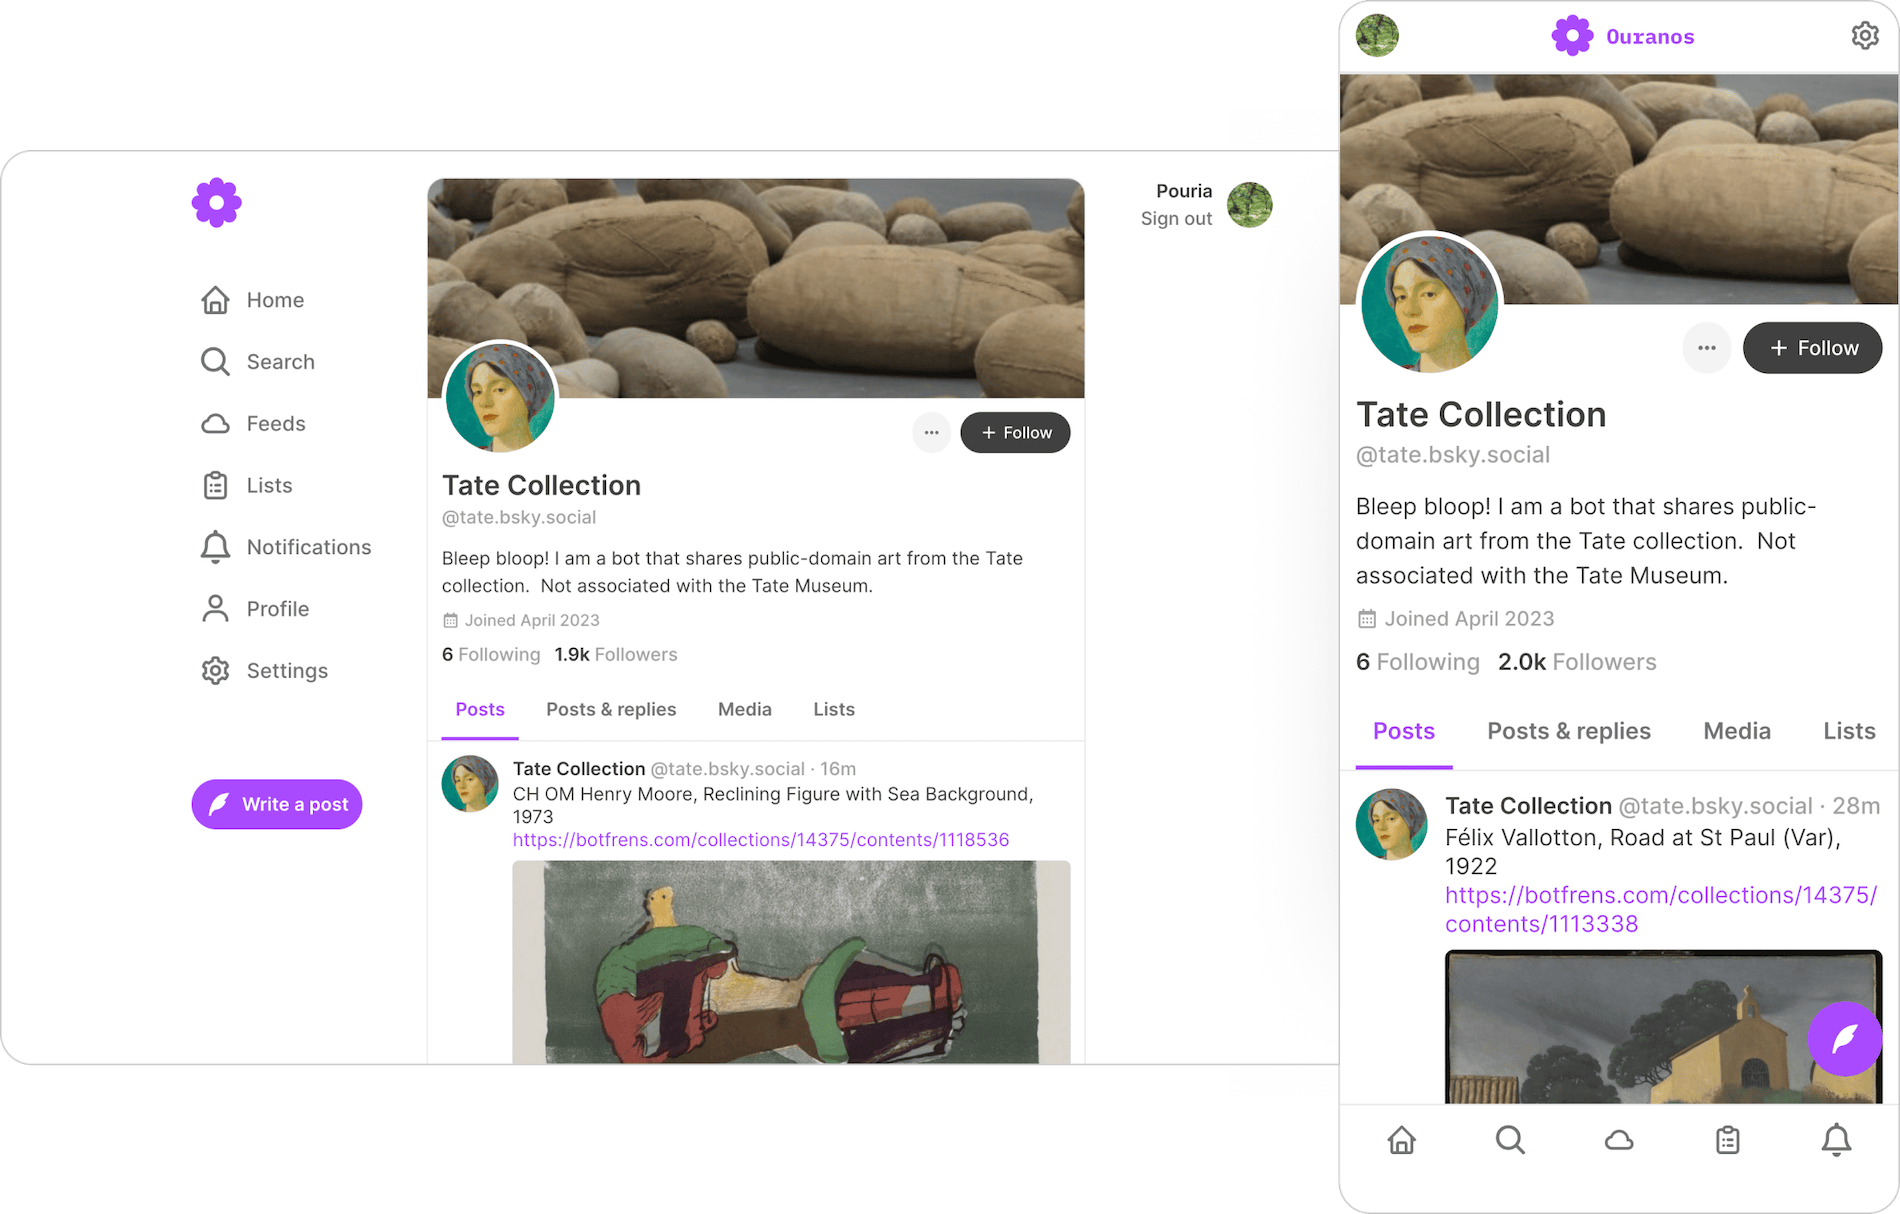 Home
Search
Feeds
Lists
Notifications
Profile
Settings
Write a post
Pouria
Sign out
··· + Follow
Tate Collection
@tate.bsky.social
Bleep bloop! I am a bot that shares public-domain art from the Tate
collection.  Not associated with the Tate Museum.
Joined April 2023
6 Following 1.9k Followers
Posts Posts & replies Media Lists
Tate Collection @tate.bsky.social · 16m
CH OM Henry Moore, Reclining Figure with Sea Background,
1973
https://botfrens.com/collections/14375/contents/1118536
Ouranos
··· + Follow
Tate Collection
@tate.bsky.social
Bleep bloop! I am a bot that shares public-
domain art from the Tate collection.  Not
associated with the Tate Museum.
Joined April 2023
6 Following 2.0k Followers
Posts Posts & replies Media Lists
Tate Collection @tate.bsky.social · 28m
Félix Vallotton, Road at St Paul (Var),
1922
https://botfrens.com/collections/14375/
contents/1113338